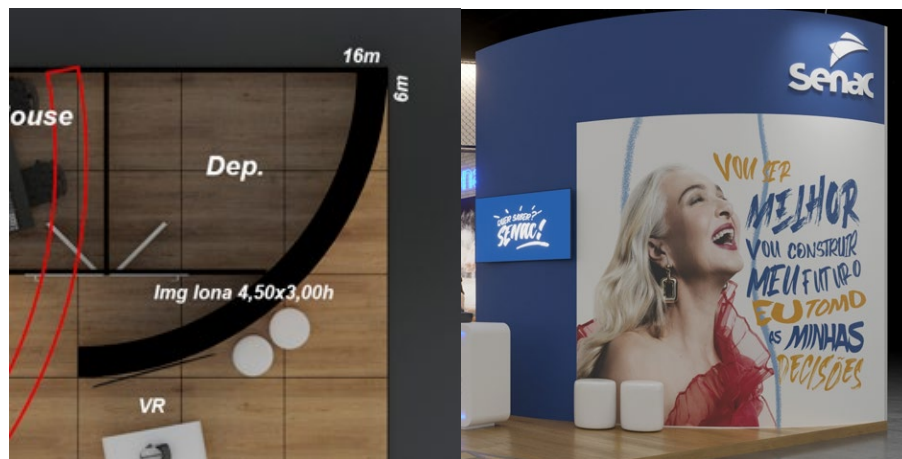 16m
6m
ouse
Dep.
Img lona 4,50x3,00h
VR
Senac
VOU SER
MELHOR
VOU CONSTRUIR
MEU FUTURO
EU TOMO
AS MINHAS
DECISÕES
QUER SABER?
SENAC!